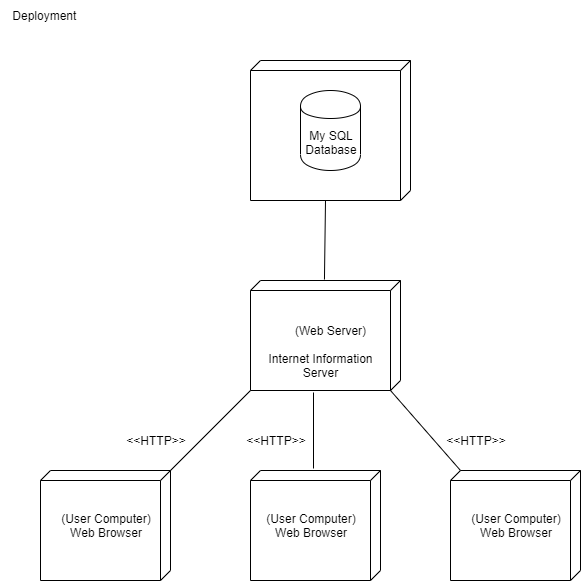 Deployment
My SQL
Database
(Web Server)
Internet Information
Server
<<HTTP>>
<<HTTP>>
<<HTTP>>
(User Computer)
Web Browser
(User Computer)
Web Browser
(User Computer)
Web Browser